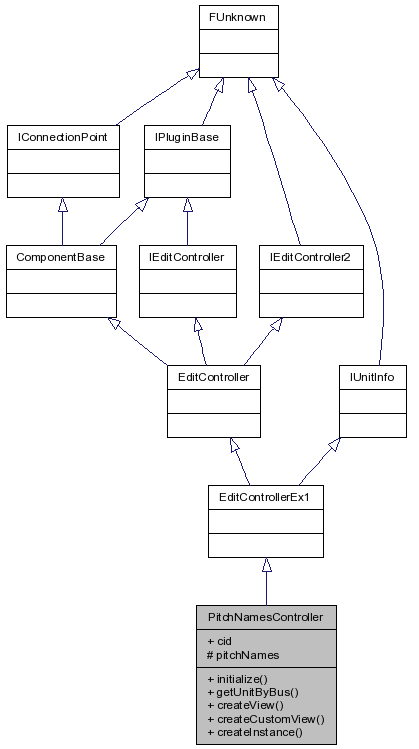 FUnknown
IConnectionPoint
IPluginBase
ComponentBase
IEditController
IEditController2
EditController
IUnitInfo
EditControllerEx1
PitchNamesController
+ cid
# pitchNames
+ initialize()
+ getUnitByBus()
+ createView()
+ createCustomView()
+ createInstance()